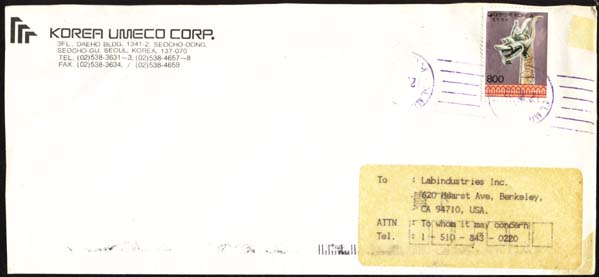 KOREA UMECO CORP.
3FL., DAEHO BLDG, 1341-2, SEOCHO-DONG,
SEOCHO-GU, SEOUL, KOREA, 137-070
TEL. (02)538-3631~3, (02)538-4657~8
FAX. (02)538-3634, / (02)538-4659
800
To : Labindustries Inc.
620 Hearst Ave, Berkeley,
CA 94710, USA.
ATTN : To whom it may concern
Tel. : 1 - 510 - 843 - 0220